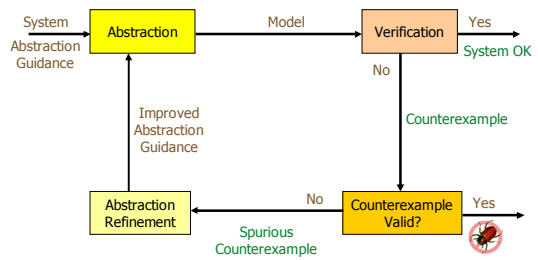 System
Abstraction
Guidance
Abstraction
Model
Verification
Yes
System OK
No
Counterexample
Improved
Abstraction
Guidance
Abstraction
Refinement
No
Spurious
Counterexample
Counterexample
Valid?
Yes